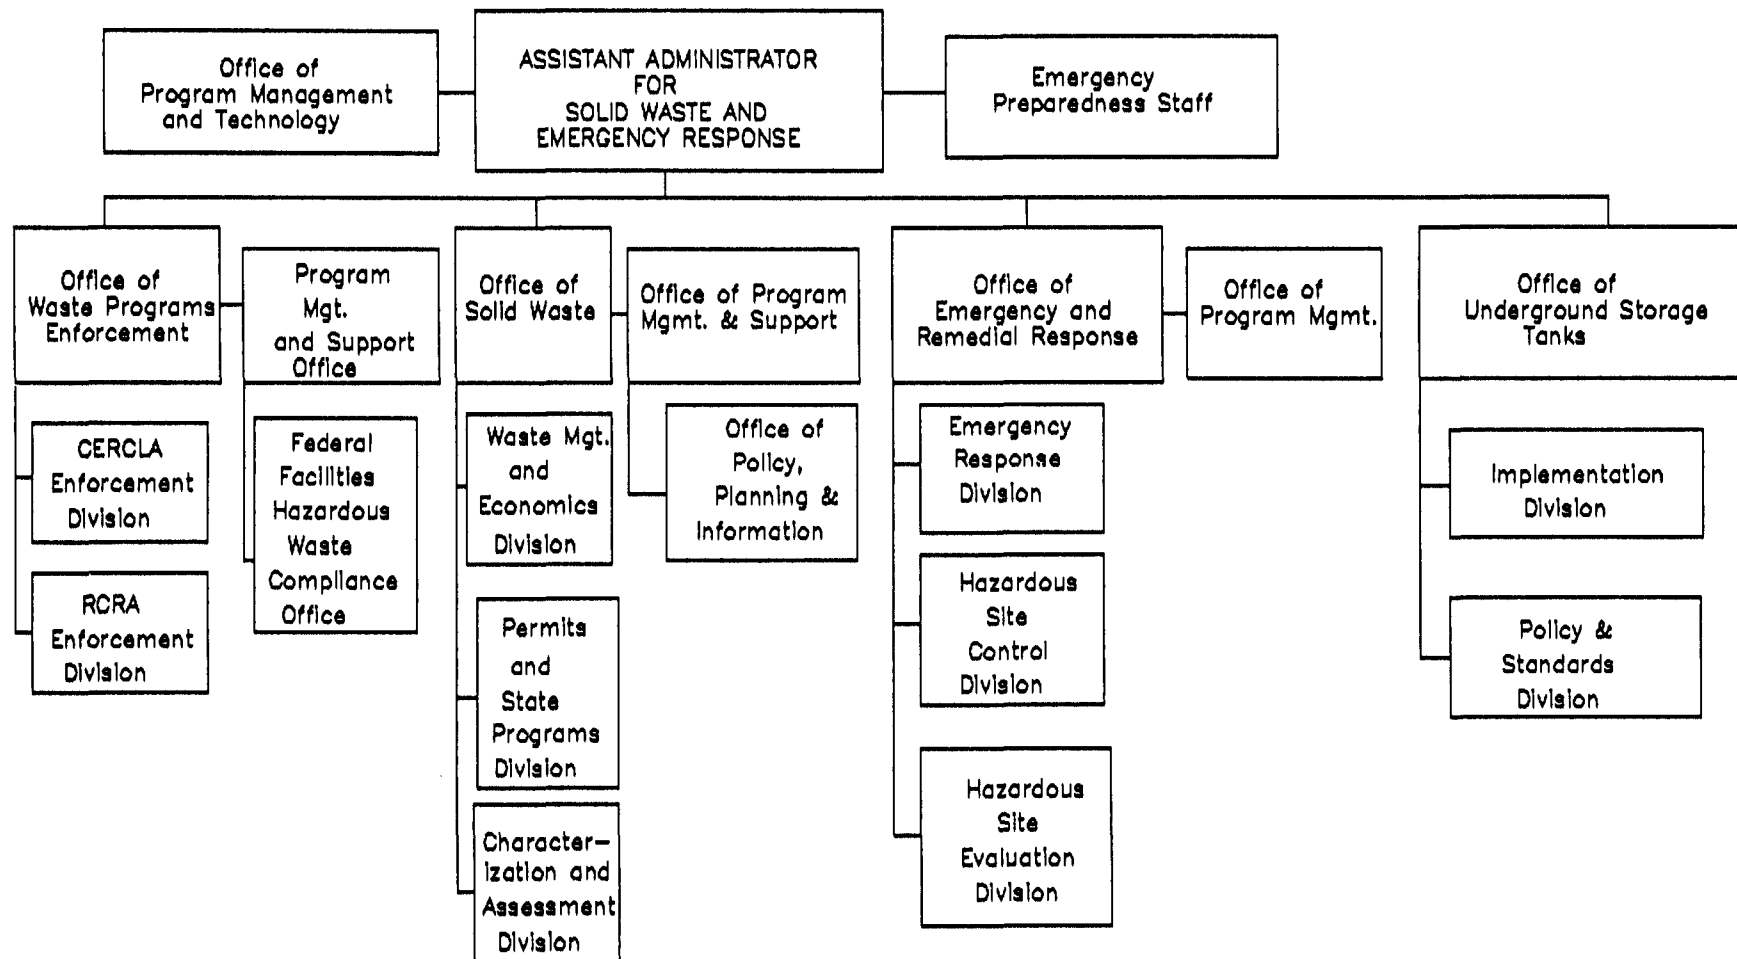 Office of
Program Management
and Technology
ASSISTANT ADMINISTRATOR
FOR
SOLID WASTE AND
EMERGENCY RESPONSE
Emergency
Preparedness Staff
Office of
Waste Programs
Enforcement
Program
Mgt.
and Support
Office
Office of
Solid Waste
Office of Program
Mgmt. & Support
Office of
Emergency and
Remedial Response
Office of
Program Mgmt.
Office of
Underground Storage
Tanks
CERCLA
Enforcement
Division
RCRA
Enforcement
Division
Federal
Facilities
Hazardous
Waste
Compliance
Office
Waste Mgt.
and
Economics
Division
Permits
and
State
Programs
Division
Character-
ization and
Assessment
Division
Office of
Policy,
Planning &
Information
Emergency
Response
Division
Hazardous
Site
Control
Division
Hazardous
Site
Evaluation
Division
Implementation
Division
Policy &
Standards
Division